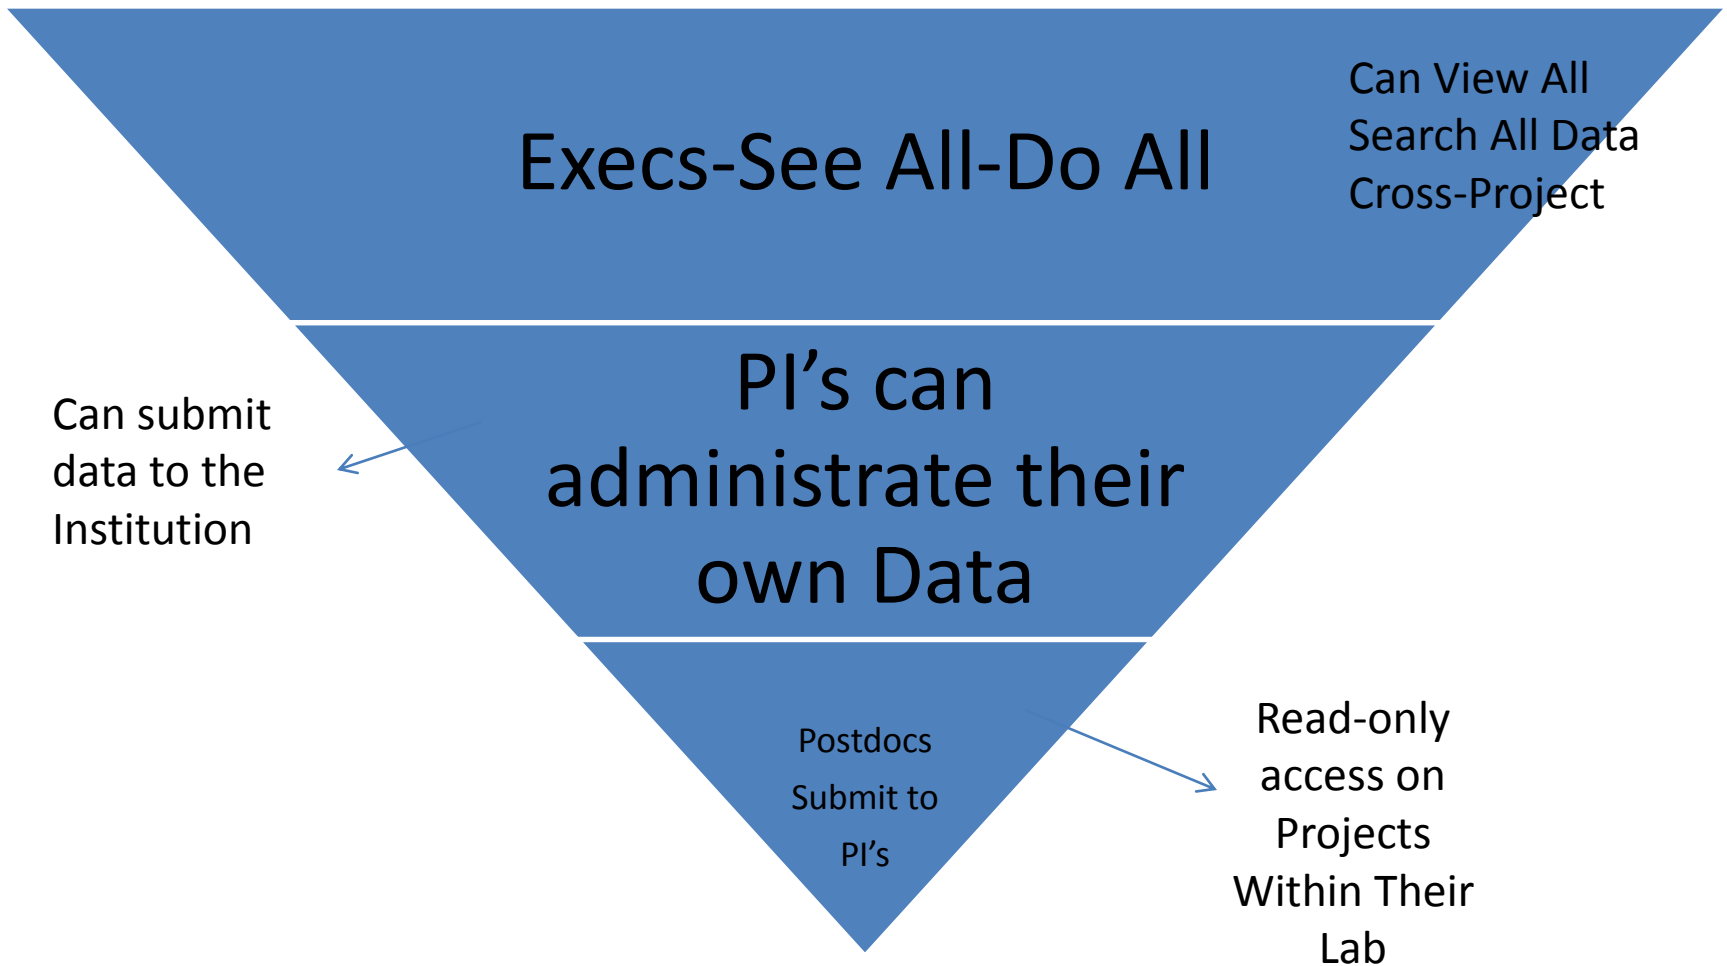 Execs-See All-Do All
Can View All
Search All Data
Cross-Project
PI’s can
administrate their
own Data
Can submit
data to the
Institution
Postdocs
Submit to
PI’s
Read-only
access on
Projects
Within Their
Lab